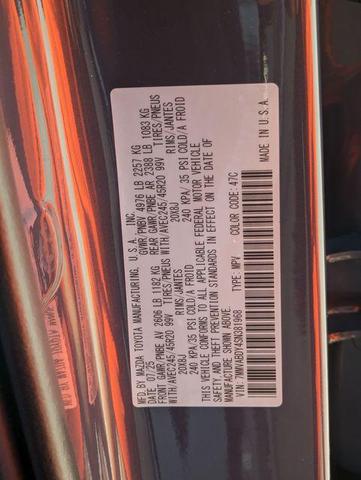 MFD. BY MAZDA TOYOTA MANUFACTURING, U.S.A., INC.
DATE: 07/25 GVWR/PNBV 4976 LB 2257 KG
FRONT GAWR/PNBE AV 2606 LB 1182 KG REAR GAWR/PNBE AR 2388 LB 1083 KG
WITH/AVEC245/45R20 99V TIRES/PNEUS WITH/AVEC245/45R20 99V TIRES/PNEUS
20X8J RIMS/JANTES 20X8J RIMS/JANTES
240 KPA/35 PSI COLD/A FROID 240 KPA/35 PSI COLD/A FROID
THIS VEHICLE CONFORMS TO ALL APPLICABLE FEDERAL MOTOR VEHICLE
SAFETY AND THEFT PREVENTION STANDARDS IN EFFECT ON THE DATE OF
MANUFACTURE SHOWN ABOVE.
TYPE: MPV COLOR CODE: 47C
MADE IN U.S.A.